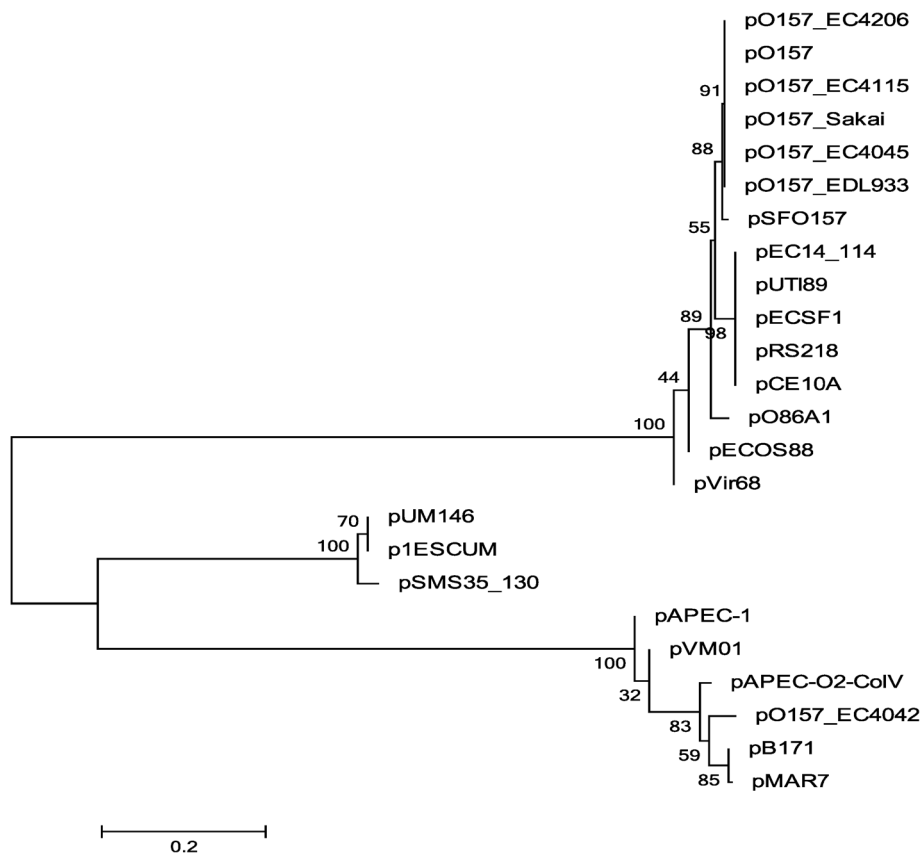 pO157_EC4206
pO157
91
pO157_EC4115
pO157_Sakai
88
pO157_EC4045
pO157_EDL933
pSFO157
55
pEC14_114
pUTI89
89
pECSF1
98
pRS218
44
pCE10A
100
pO86A1
pECOS88
pVir68
70
pUM146
100
p1ESCUM
pSMS35_130
pAPEC-1
100
pVM01
32
pAPEC-O2-ColV
83
pO157_EC4042
59
pB171
85
pMAR7
0.2